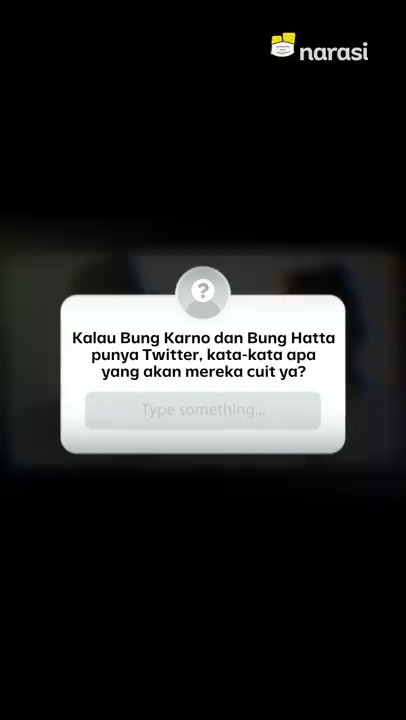 narasi
?
Kalau Bung Karno dan Bung Hatta
punya Twitter, kata-kata apa
yang akan mereka cuit ya?
Type something...